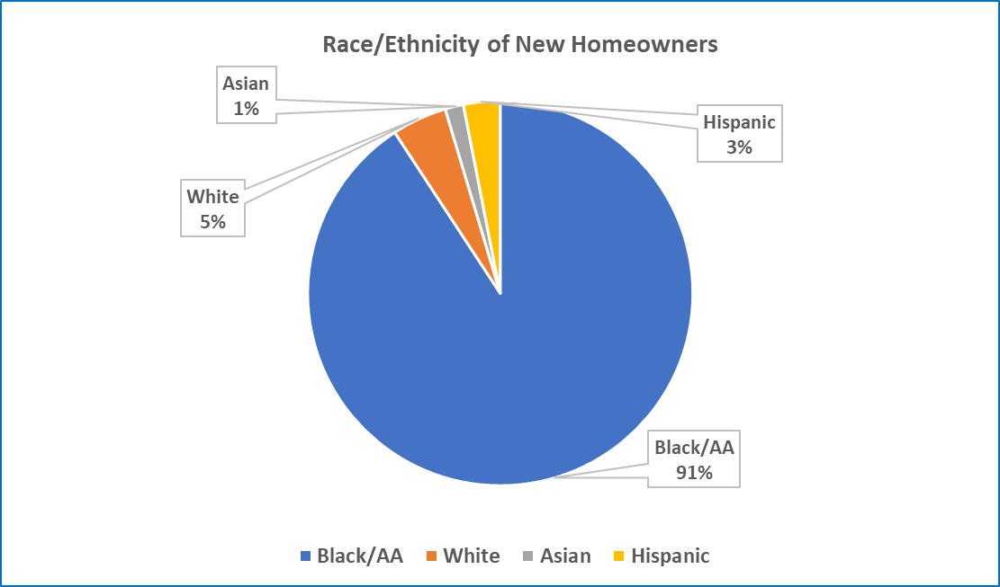 Race/Ethnicity of New Homeowners
Asian
1%
Hispanic
3%
White
5%
Black/AA
91%
Black/AA White Asian Hispanic